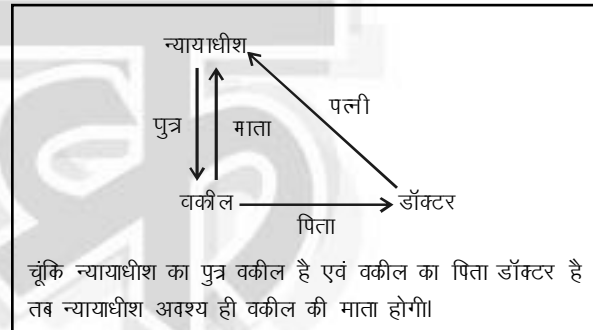 न्यायाधीश
पत्नी
पुत्र माता
वकील डॉक्टर
पिता
चूंकि न्यायाधीश का पुत्र वकील है एवं वकील का पिता डॉक्टर है
तब न्यायाधीश अवश्य ही वकील की माता होगी।